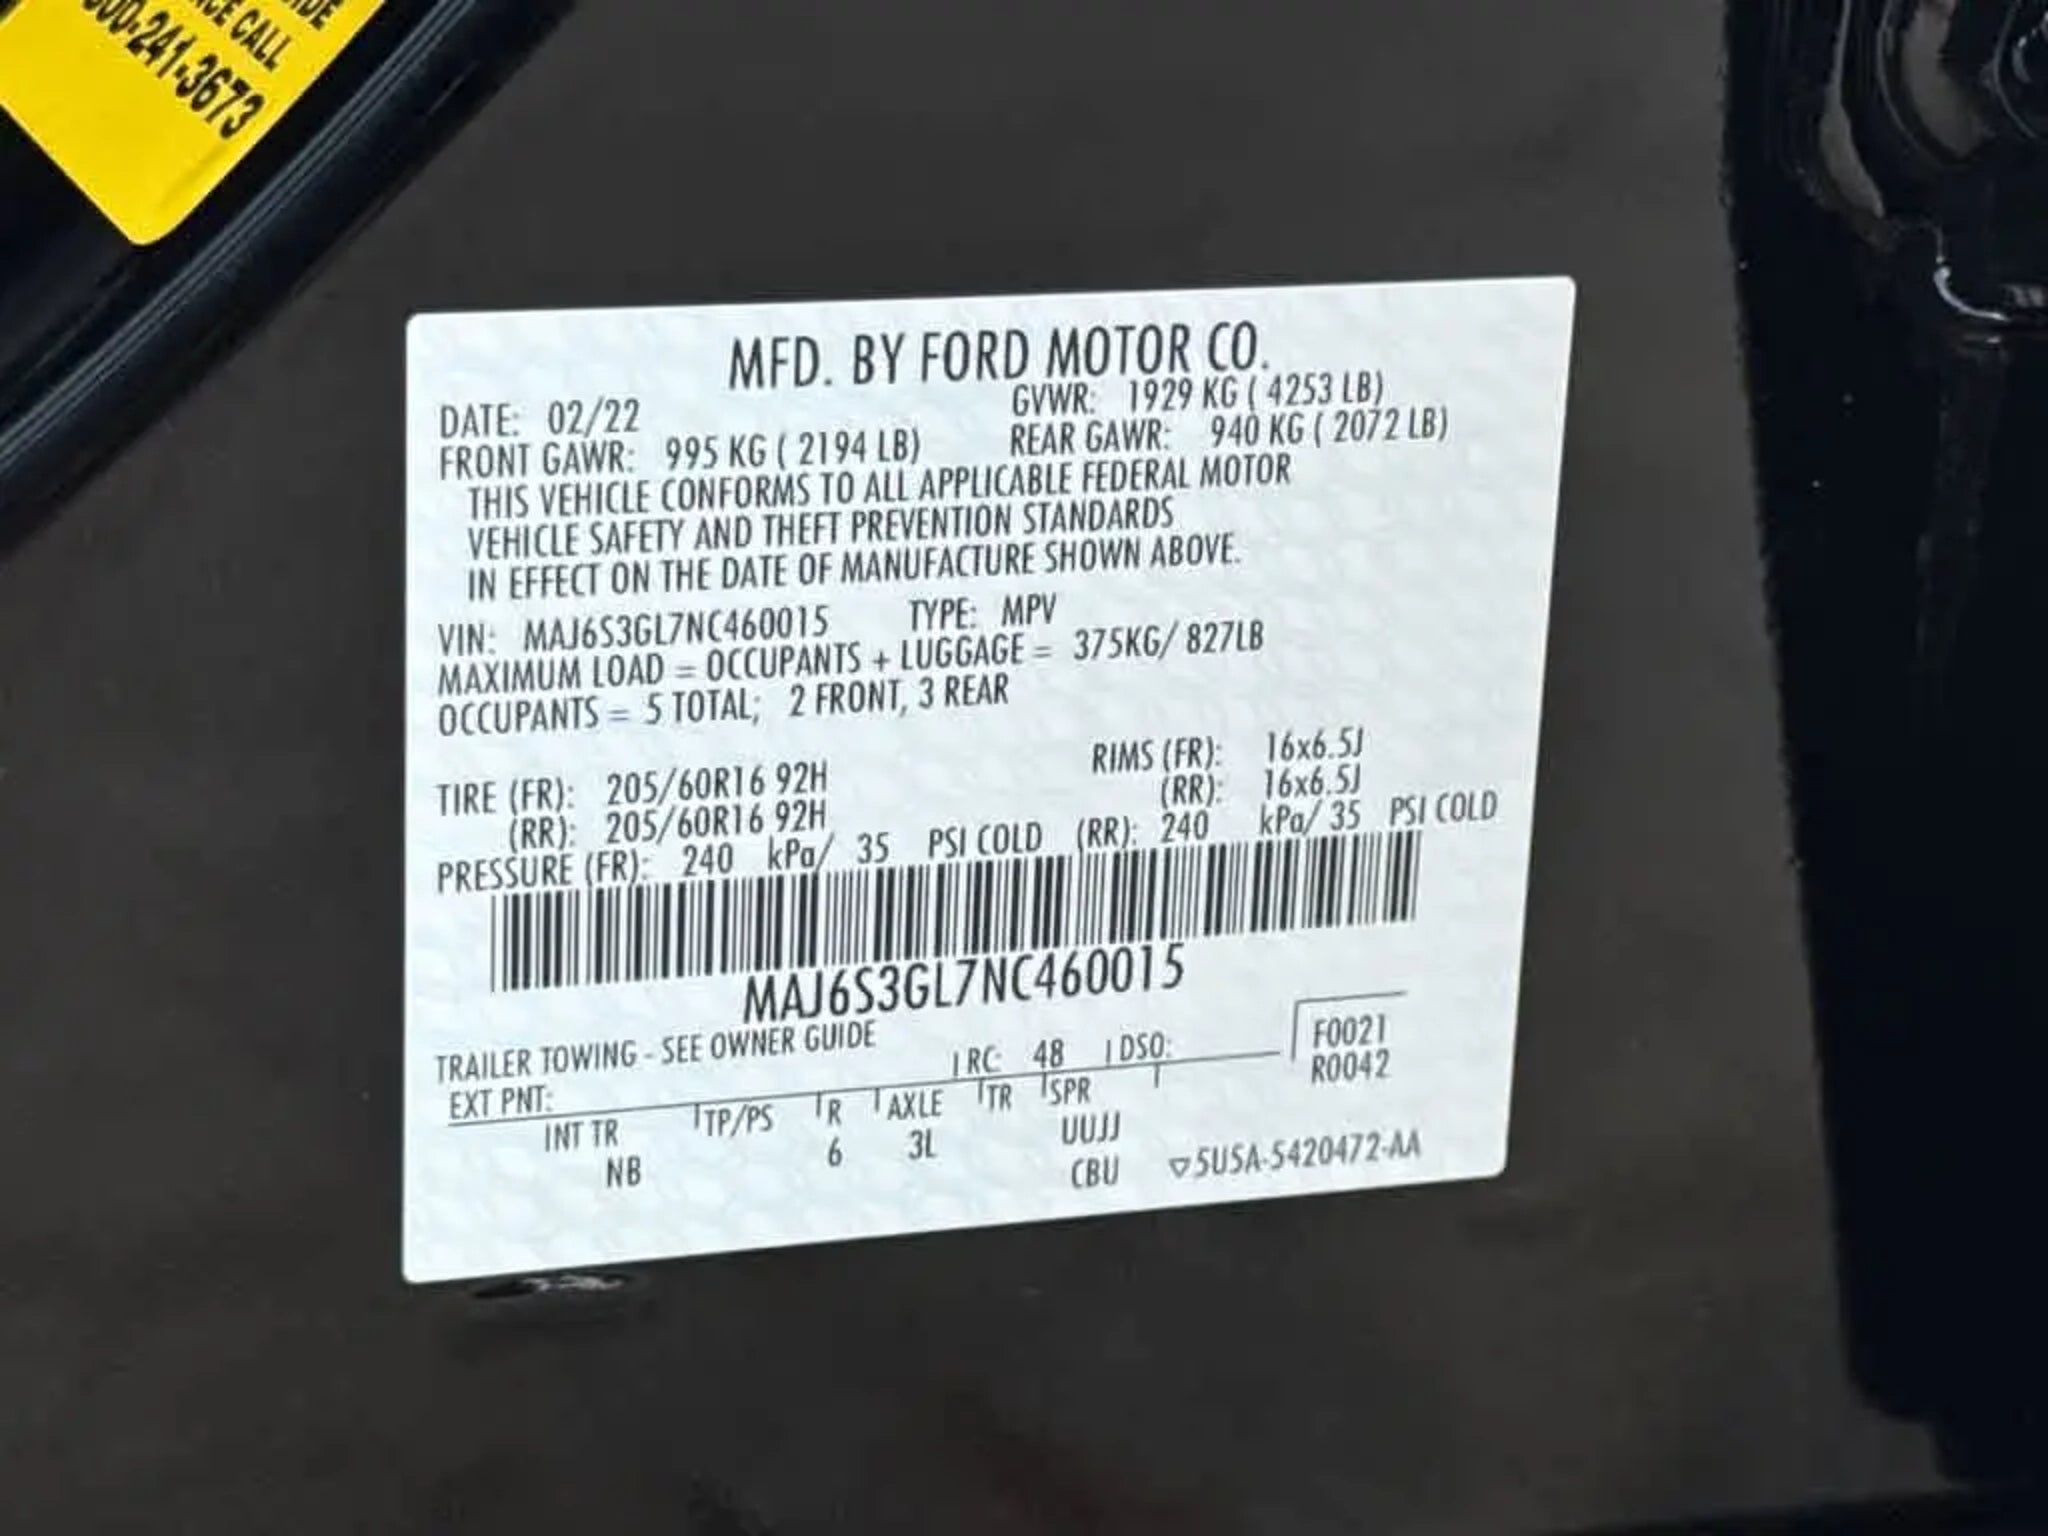 CE CALL
00-241-3673
MFD. BY FORD MOTOR CO.
DATE: 02/22 GVWR: 1929 KG ( 4253 LB)
FRONT GAWR: 995 KG ( 2194 LB) REAR GAWR: 940 KG ( 2072 LB)
THIS VEHICLE CONFORMS TO ALL APPLICABLE FEDERAL MOTOR
VEHICLE SAFETY AND THEFT PREVENTION STANDARDS
IN EFFECT ON THE DATE OF MANUFACTURE SHOWN ABOVE.
VIN: MAJ6S3GL7NC460015 TYPE: MPV
MAXIMUM LOAD = OCCUPANTS + LUGGAGE = 375KG/ 827LB
OCCUPANTS = 5 TOTAL; 2 FRONT, 3 REAR
TIRE (FR): 205/60R16 92H RIMS (FR): 16x6.5J
(RR): 205/60R16 92H (RR): 16x6.5J
PRESSURE (FR): 240 kPa/ 35 PSI COLD (RR): 240 kPa/ 35 PSI COLD
MAJ6S3GL7NC460015
TRAILER TOWING - SEE OWNER GUIDE
EXT PNT: RC: 48 DSO: F0021
R0042
INT TR TP/PS R AXLE TR SPR
NB 6 3L UUJJ
CBU 5U5A-5420472-AA